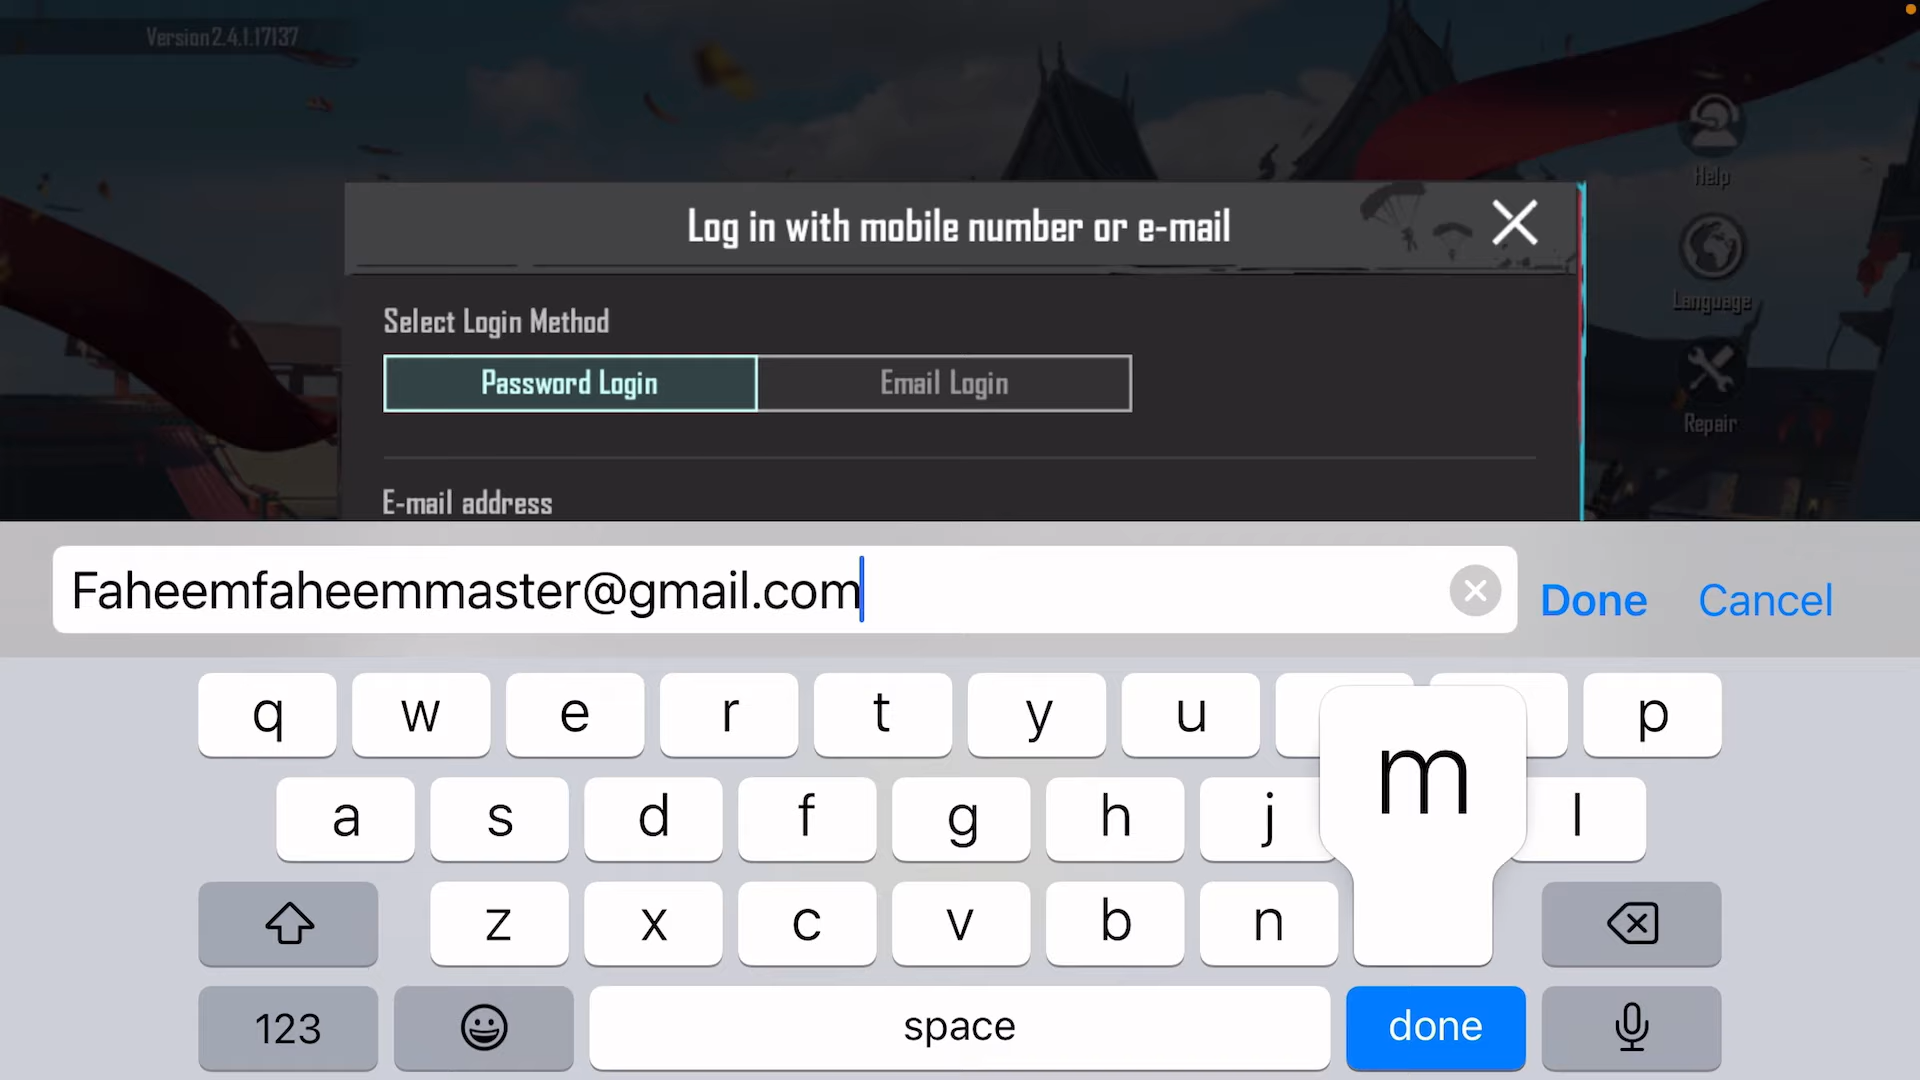 Version2.4.1.17137
Help
Log in with mobile number or e-mail
Language
Select Login Method
Password Login Email Login
Repair
E-mail address
Faheemfaheemmaster@gmail.com
Done Cancel
q w e r t y u p
a s d f g h j l
m
z x c v b n
123 space done